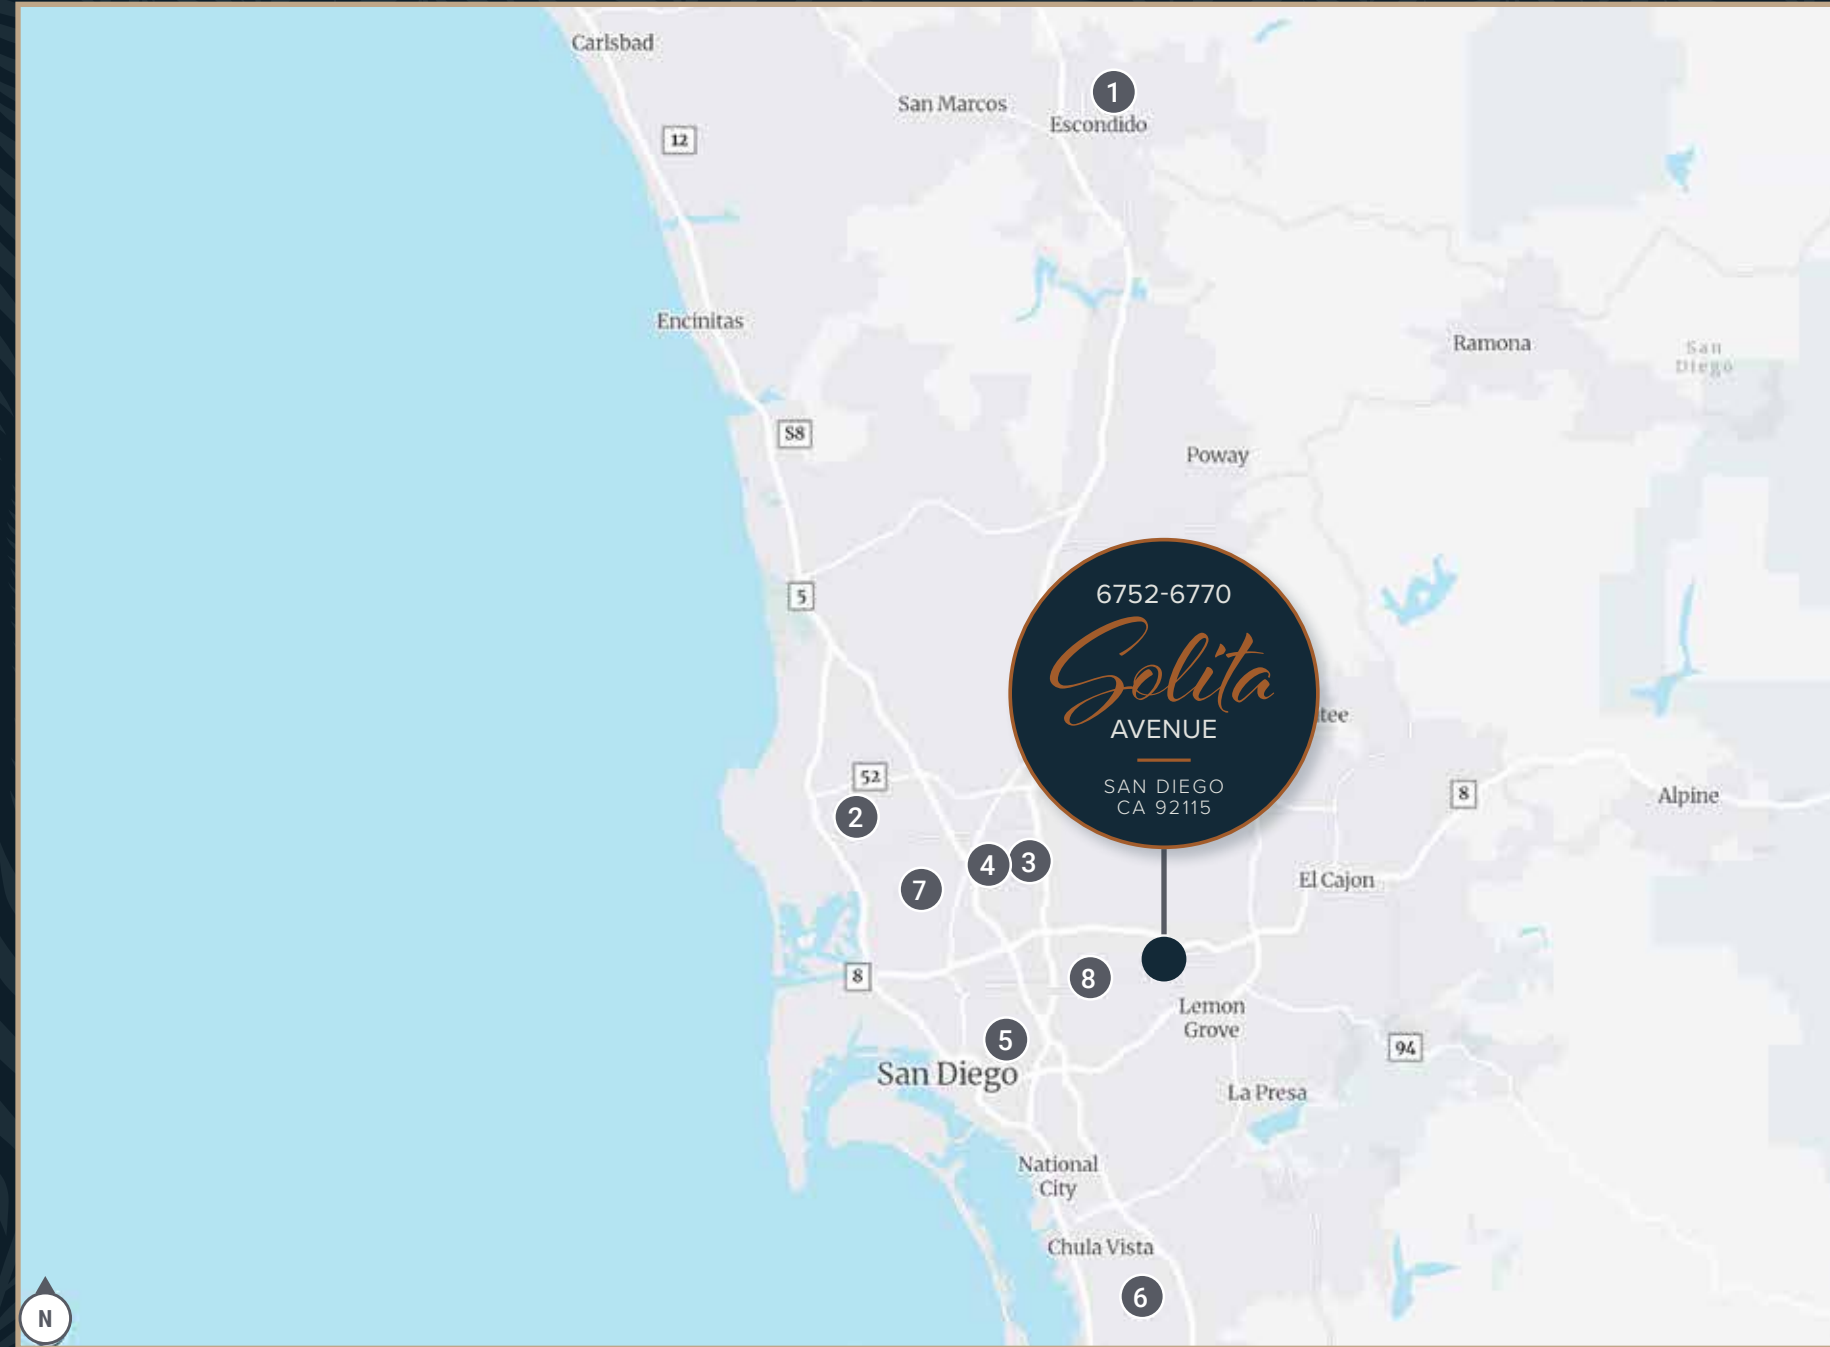 Carlsbad
1
San Marcos
Escondido
12
Encinitas
Ramona
San
Diego
S8
Poway
5
6752-6770
Solita
AVENUE
SAN DIEGO
CA 92115
tee
52
8
Alpine
2
4
3
7
El Cajon
8
8
Lemon
Grove
5
94
San Diego
La Presa
National
City
Chula Vista
6
N